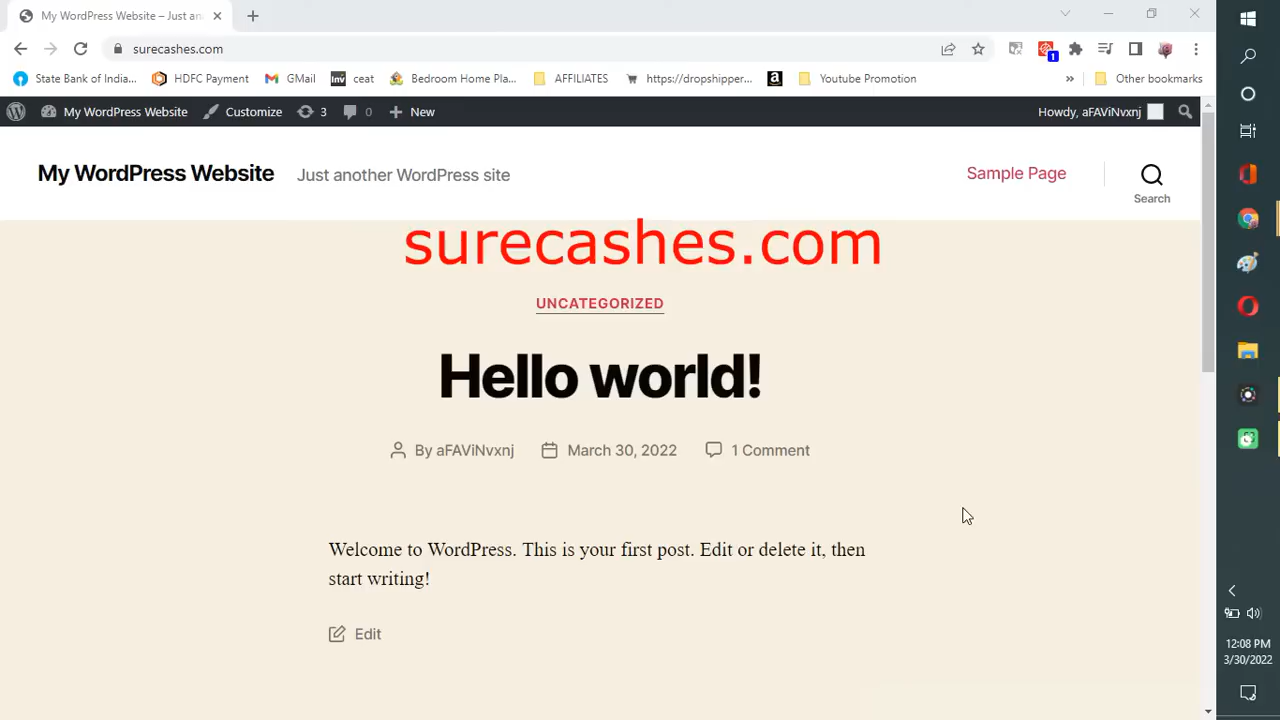 My WordPress Website – Just an
surecashes.com
State Bank of India... HDFC Payment GMail inv ceat Bedroom Home Pla... AFFILIATES https://dropshipper... a Youtube Promotion » Other bookmarks
1
My WordPress Website Customize 3 0 New Howdy, aFAViNvxnj
My WordPress Website Just another WordPress site Sample Page
Search
surecashes.com
UNCATEGORIZED
Hello world!
By aFAViNvxnj March 30, 2022 1 Comment
Welcome to WordPress. This is your first post. Edit or delete it, then
start writing!
Edit
12:08 PM
3/30/2022